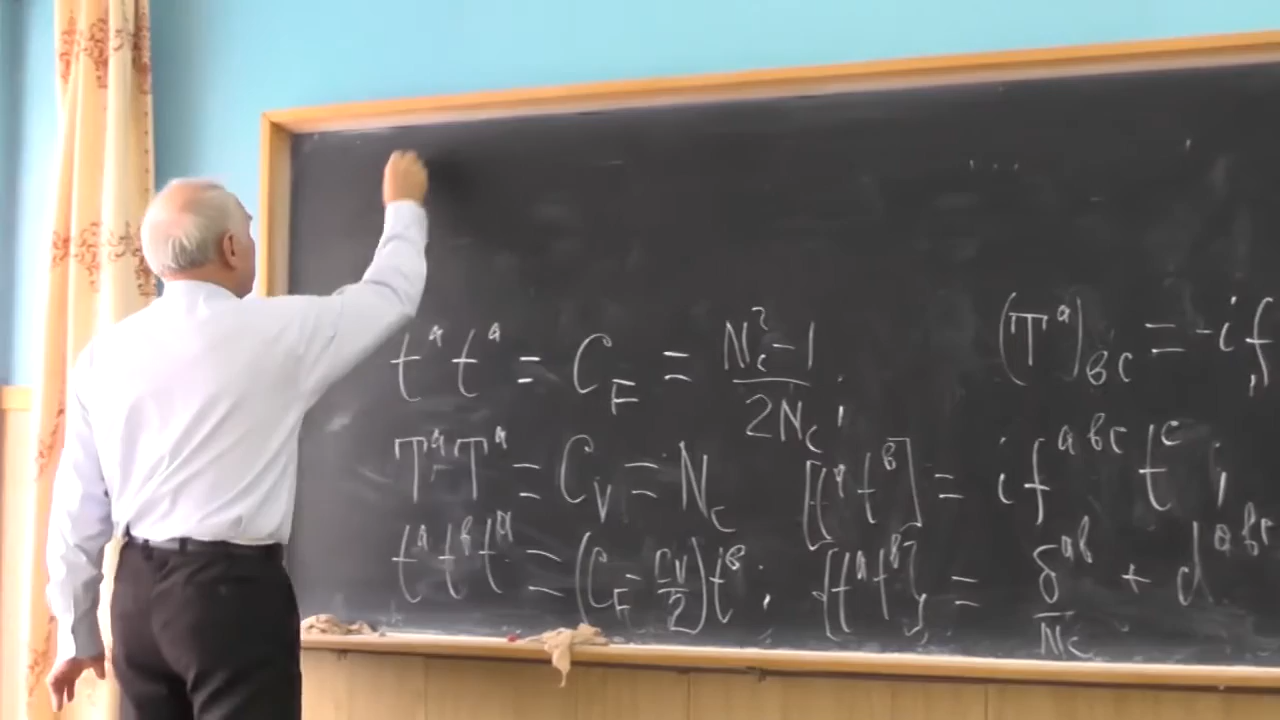 t^a t^a = C_F = (N_c^2 - 1)/(2N_c);
(T^a)_{bc} = -if
T^a T^a = C_V = N_c
[t^a t^b] = if^{abc} t^c;
t^a t^b t^a = (C_F - C_V/2) t^b;
{t^a t^b} = δ^{ab}/N_c + d^{abc}